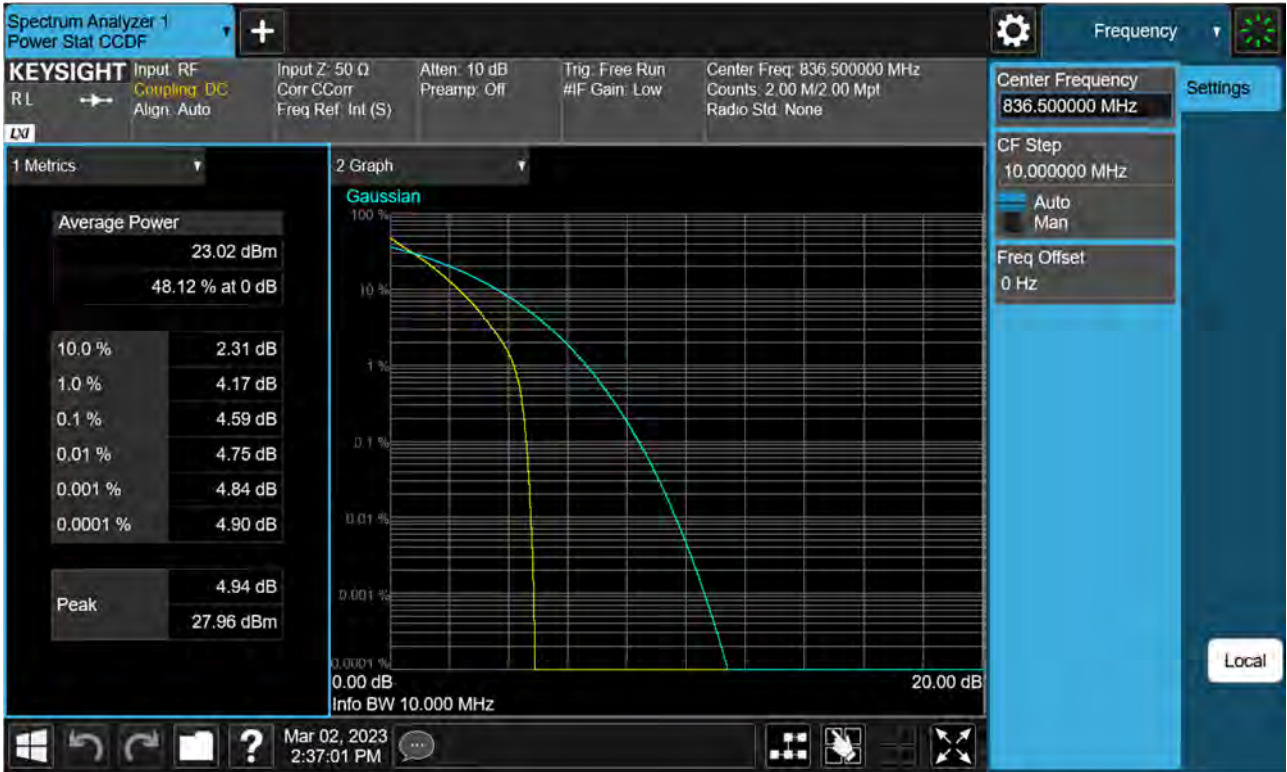 Spectrum Analyzer 1
Power Stat CCDF
+
Frequency
KEYSIGHT
RL
LXI
Input: RF
Coupling: DC
Align: Auto
Input Z: 50 Ω
Corr CCorr
Freq Ref: Int (S)
Atten: 10 dB
Preamp: Off
Trig: Free Run
#IF Gain: Low
Center Freq: 836.500000 MHz
Counts: 2.00 M/2.00 Mpt
Radio Std: None
1 Metrics
Average Power
23.02 dBm
48.12 % at 0 dB
10.0 % 2.31 dB
1.0 % 4.17 dB
0.1 % 4.59 dB
0.01 % 4.75 dB
0.001 % 4.84 dB
0.0001 % 4.90 dB
Peak
4.94 dB
27.96 dBm
2 Graph
Gaussian
100 %
10 %
1 %
0.1 %
0.01 %
0.001 %
0.0001 %
0.00 dB 20.00 dB
Info BW 10.000 MHz
Center Frequency
836.500000 MHz
CF Step
10.000000 MHz
Auto
Man
Freq Offset
0 Hz
Settings
Local
?
Mar 02, 2023
2:37:01 PM